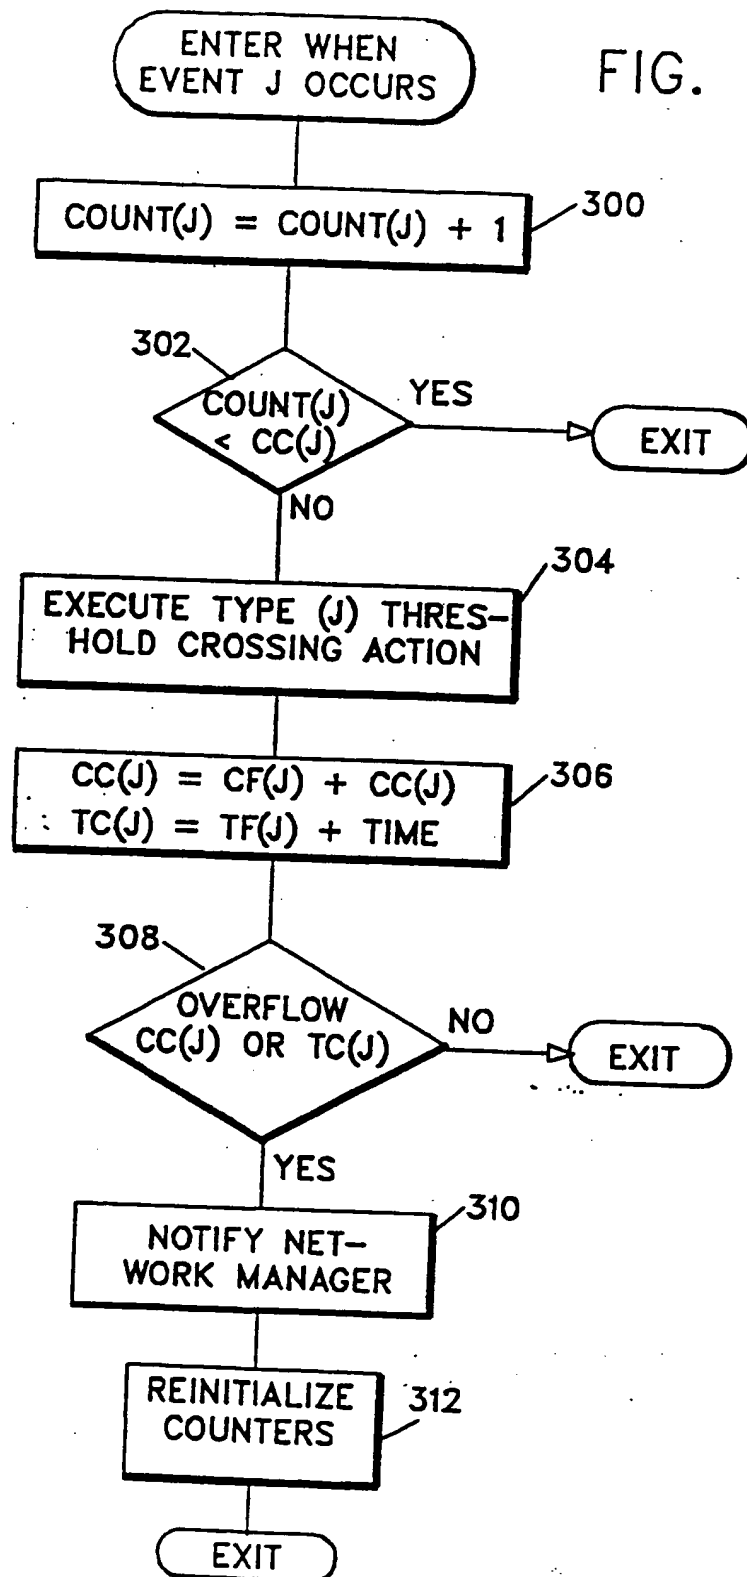 ENTER WHEN
EVENT J OCCURS
FIG.
COUNT(J) = COUNT(J) + 1
300
302
COUNT(J)
< CC(J)
YES
EXIT
NO
304
EXECUTE TYPE (J) THRES-
HOLD CROSSING ACTION
306
CC(J) = CF(J) + CC(J)
TC(J) = TF(J) + TIME
308
OVERFLOW
CC(J) OR TC(J)
NO
EXIT
YES
310
NOTIFY NET-
WORK MANAGER
REINITIALIZE
COUNTERS
312
EXIT